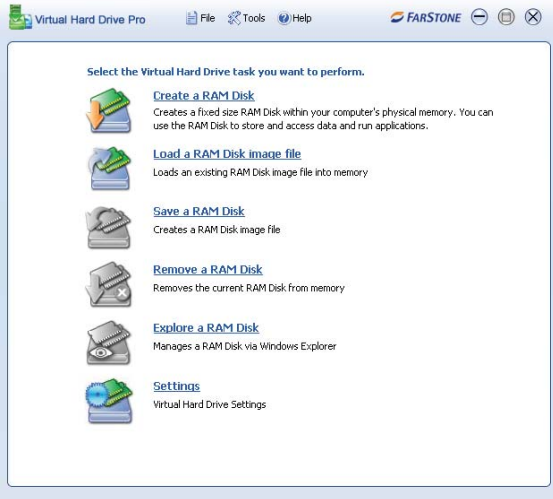 Virtual Hard Drive Pro File Tools Help FARSTONE
Select the Virtual Hard Drive task you want to perform.
Create a RAM Disk
Creates a fixed size RAM Disk within your computer's physical memory. You can
use the RAM Disk to store and access data and run applications.
Load a RAM Disk image file
Loads an existing RAM Disk image file into memory
Save a RAM Disk
Creates a RAM Disk image file
Remove a RAM Disk
Removes the current RAM Disk from memory
Explore a RAM Disk
Manages a RAM Disk via Windows Explorer
Settings
Virtual Hard Drive Settings